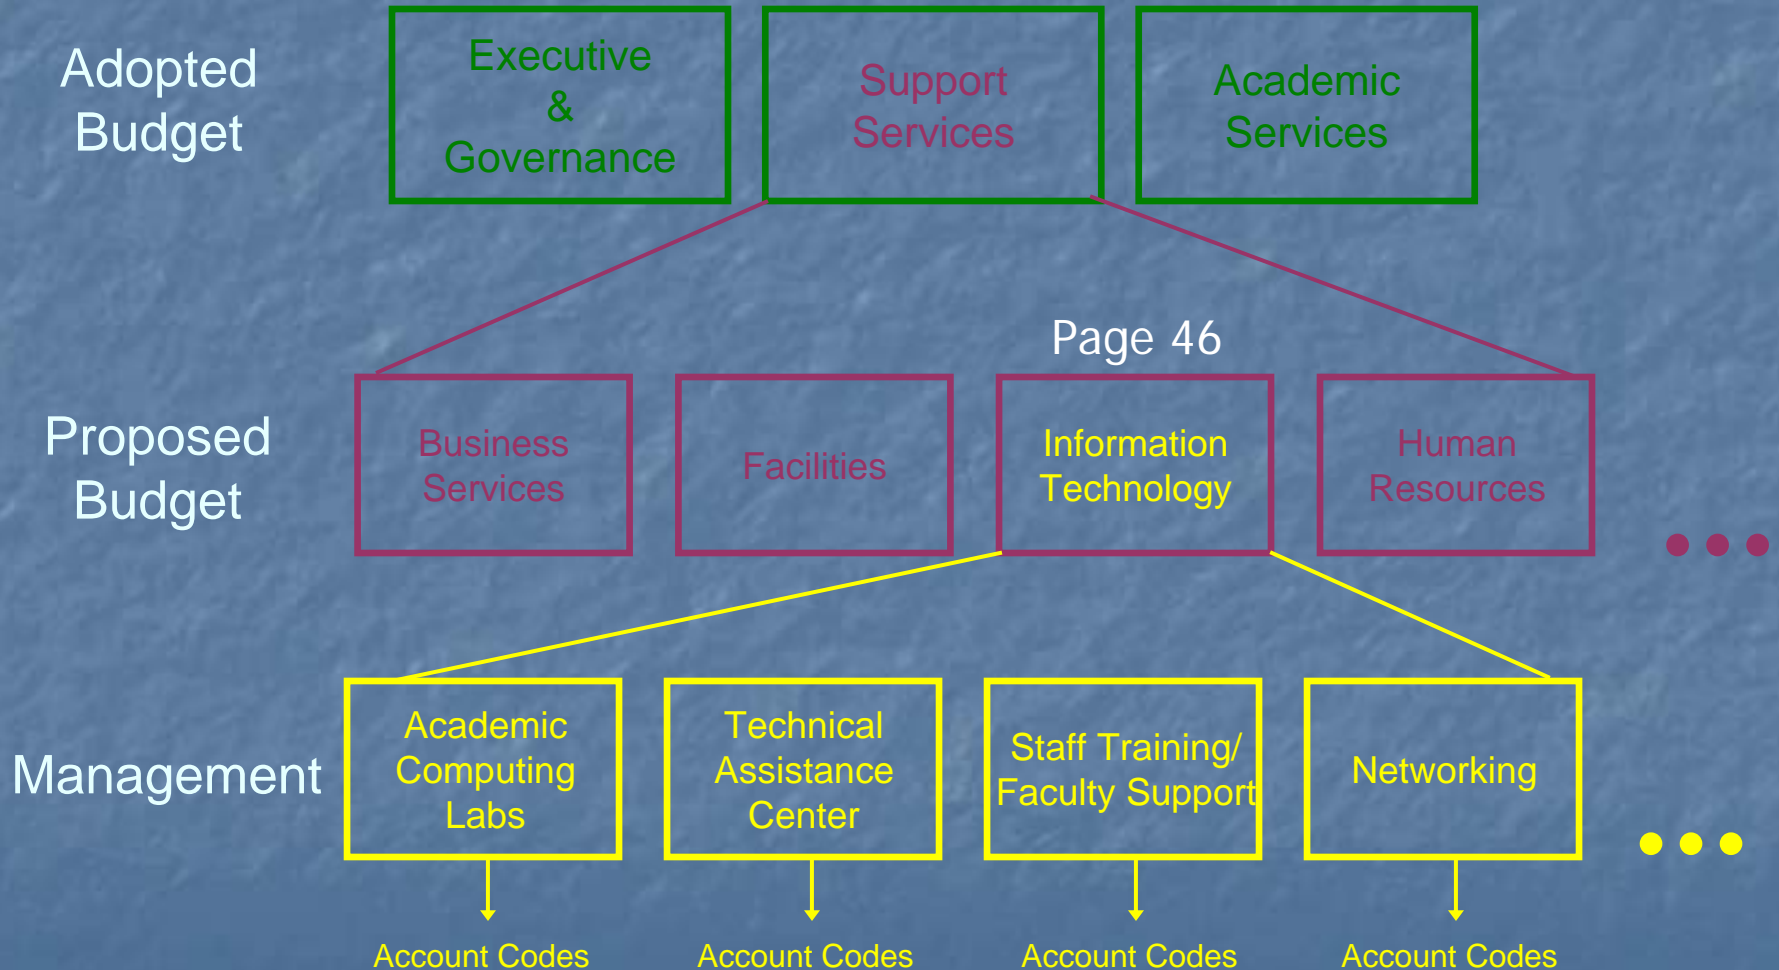 Adopted
Budget
Executive
&
Governance
Support
Services
Academic
Services
Page 46
Proposed
Budget
Business
Services
Facilities
Information
Technology
Human
Resources
Management
Academic
Computing
Labs
Technical
Assistance
Center
Staff Training/
Faculty Support
Networking
Account Codes
Account Codes
Account Codes
Account Codes